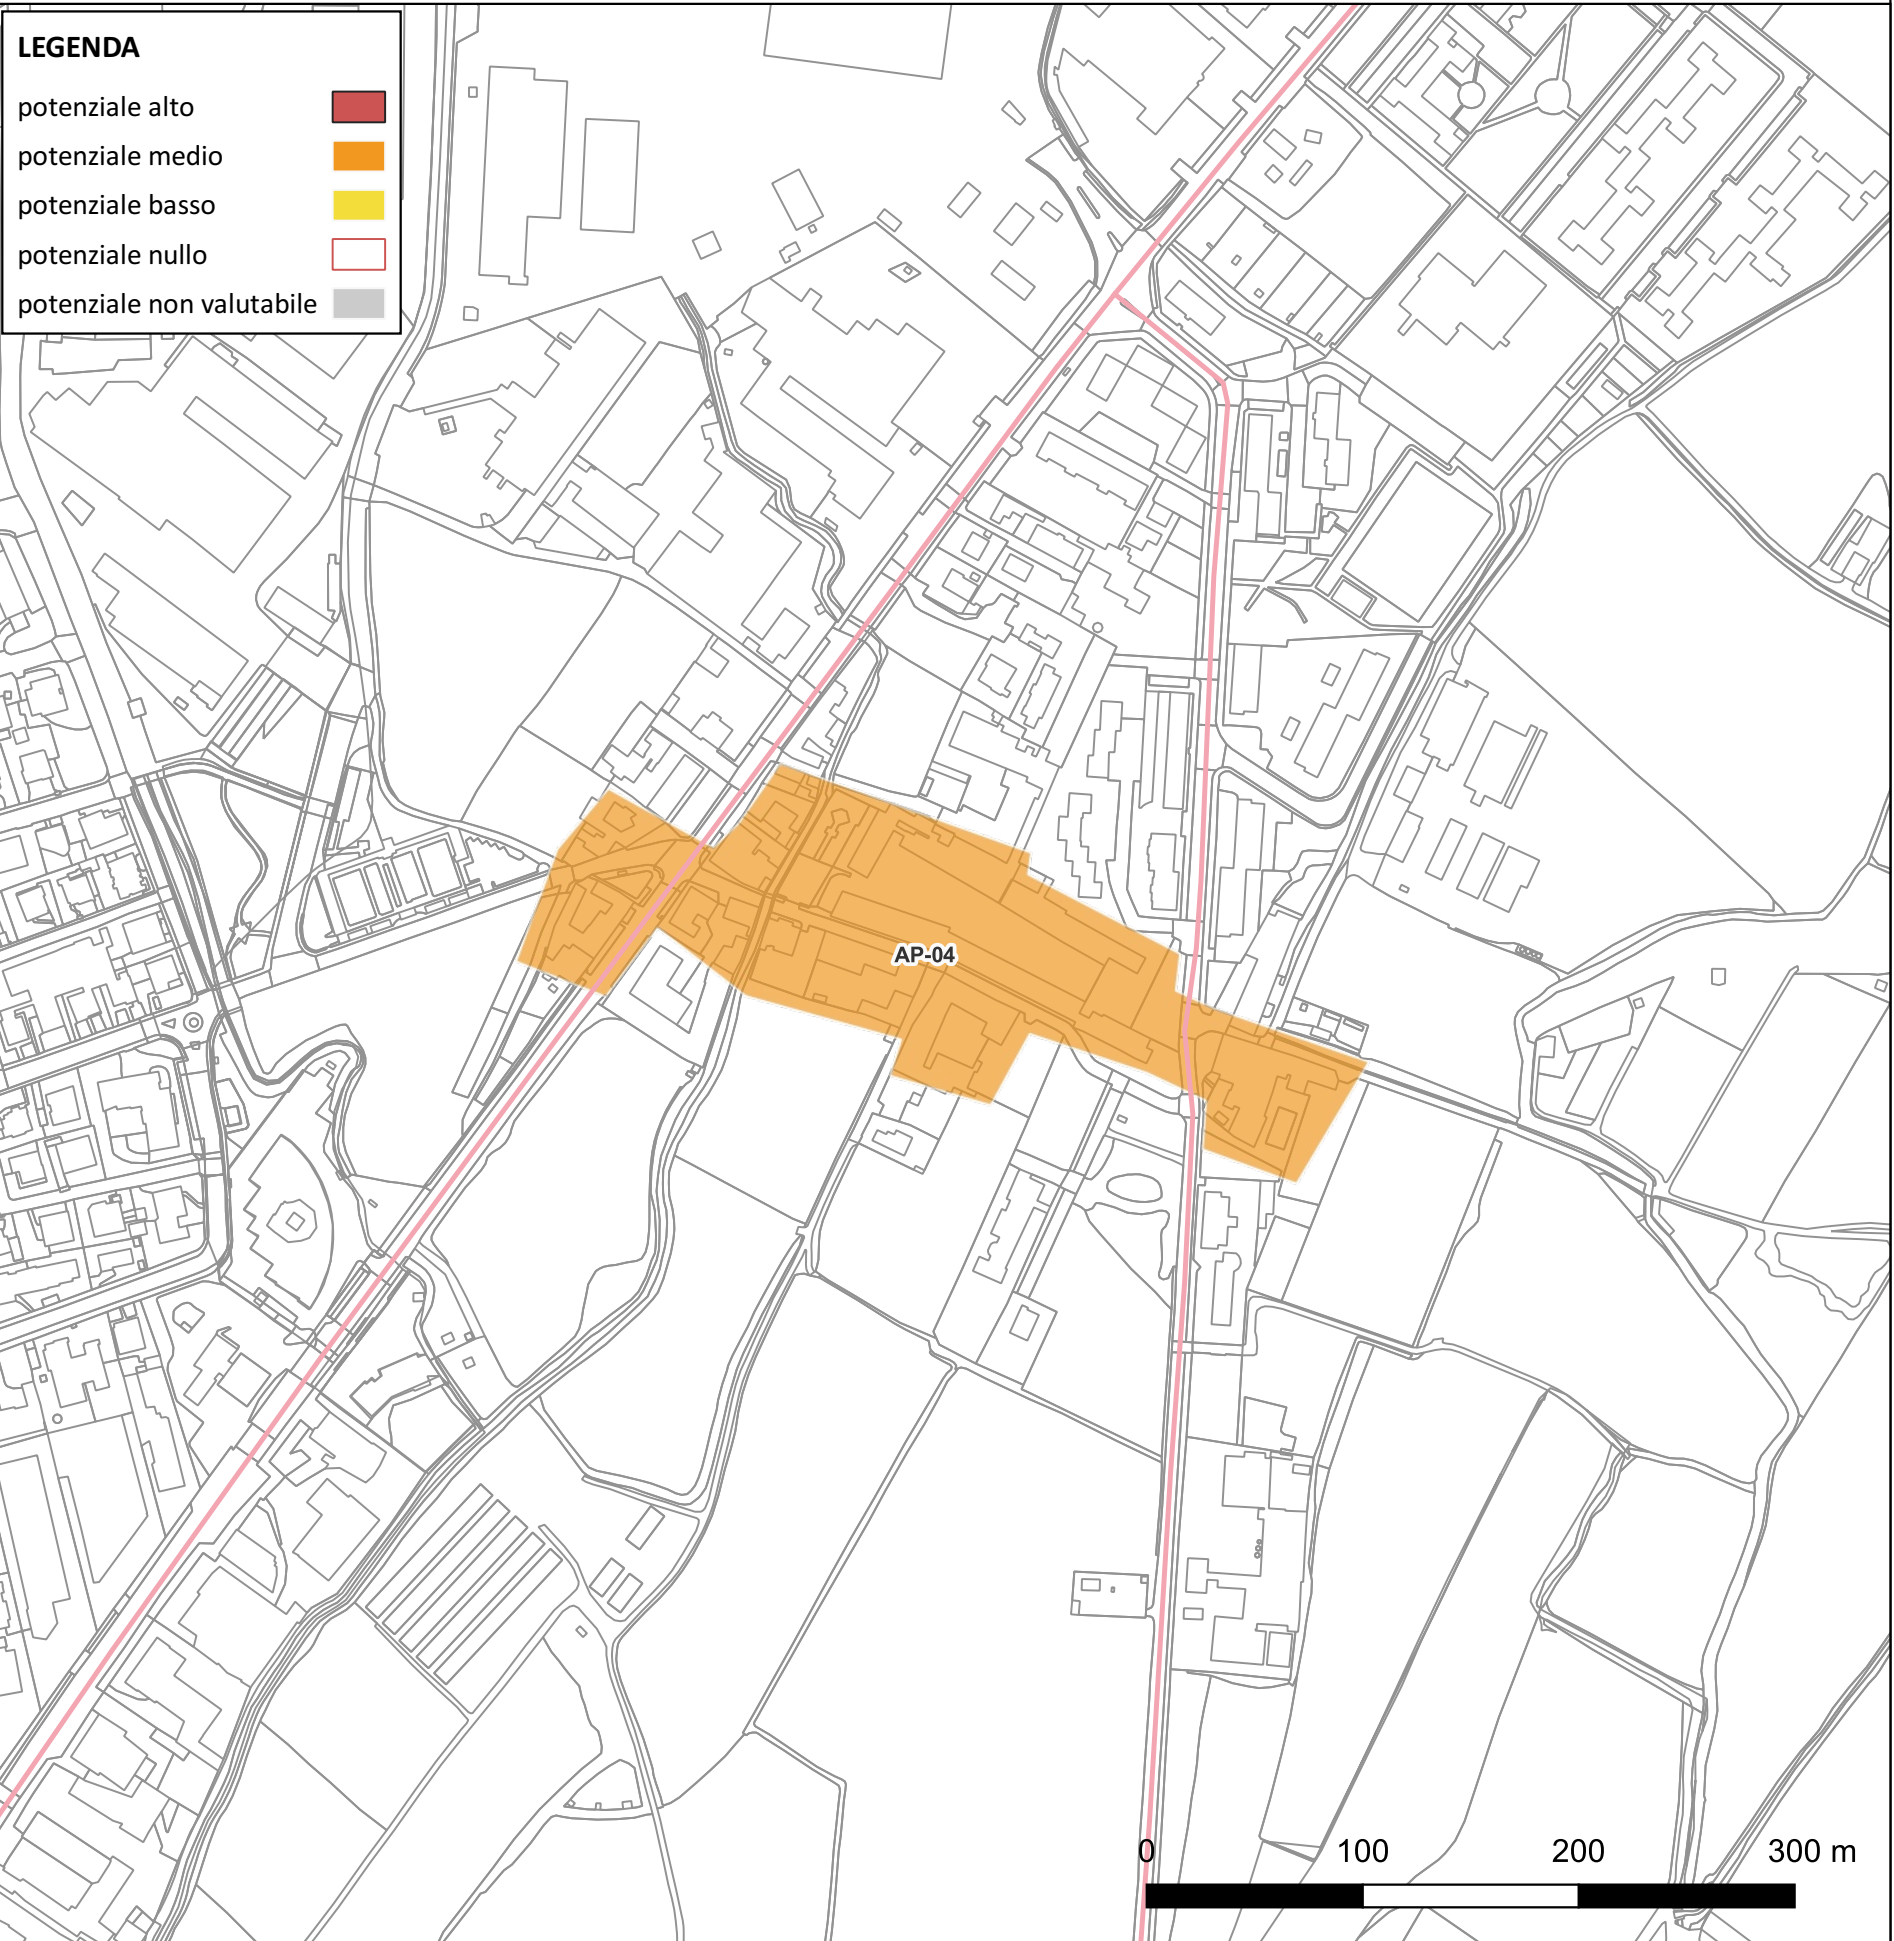 LEGENDA
potenziale alto
potenziale medio
potenziale basso
potenziale nullo
potenziale non valutabile
AP-04
0 100 200 300 m